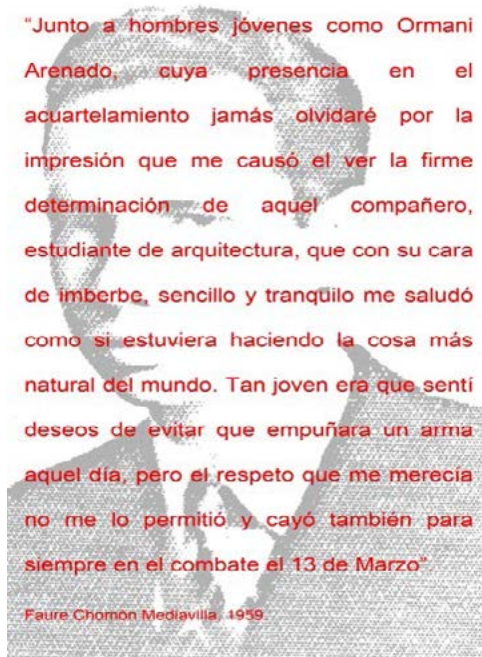 “Junto a hombres jóvenes como Ormani
Arenado, cuya presencia en el
acuartelamiento jamás olvidaré por la
impresión que me causó el ver la firme
determinación de aquel compañero,
estudiante de arquitectura, que con su cara
de imberbe, sencillo y tranquilo me saludó
como si estuviera haciendo la cosa más
natural del mundo. Tan joven era que sentí
deseos de evitar que empuñara un arma
aquel día, pero el respeto que me merecía
no me lo permitió y cayó también para
siempre en el combate el 13 de Marzo”
Faure Chomòn Mediavilla, 1959.